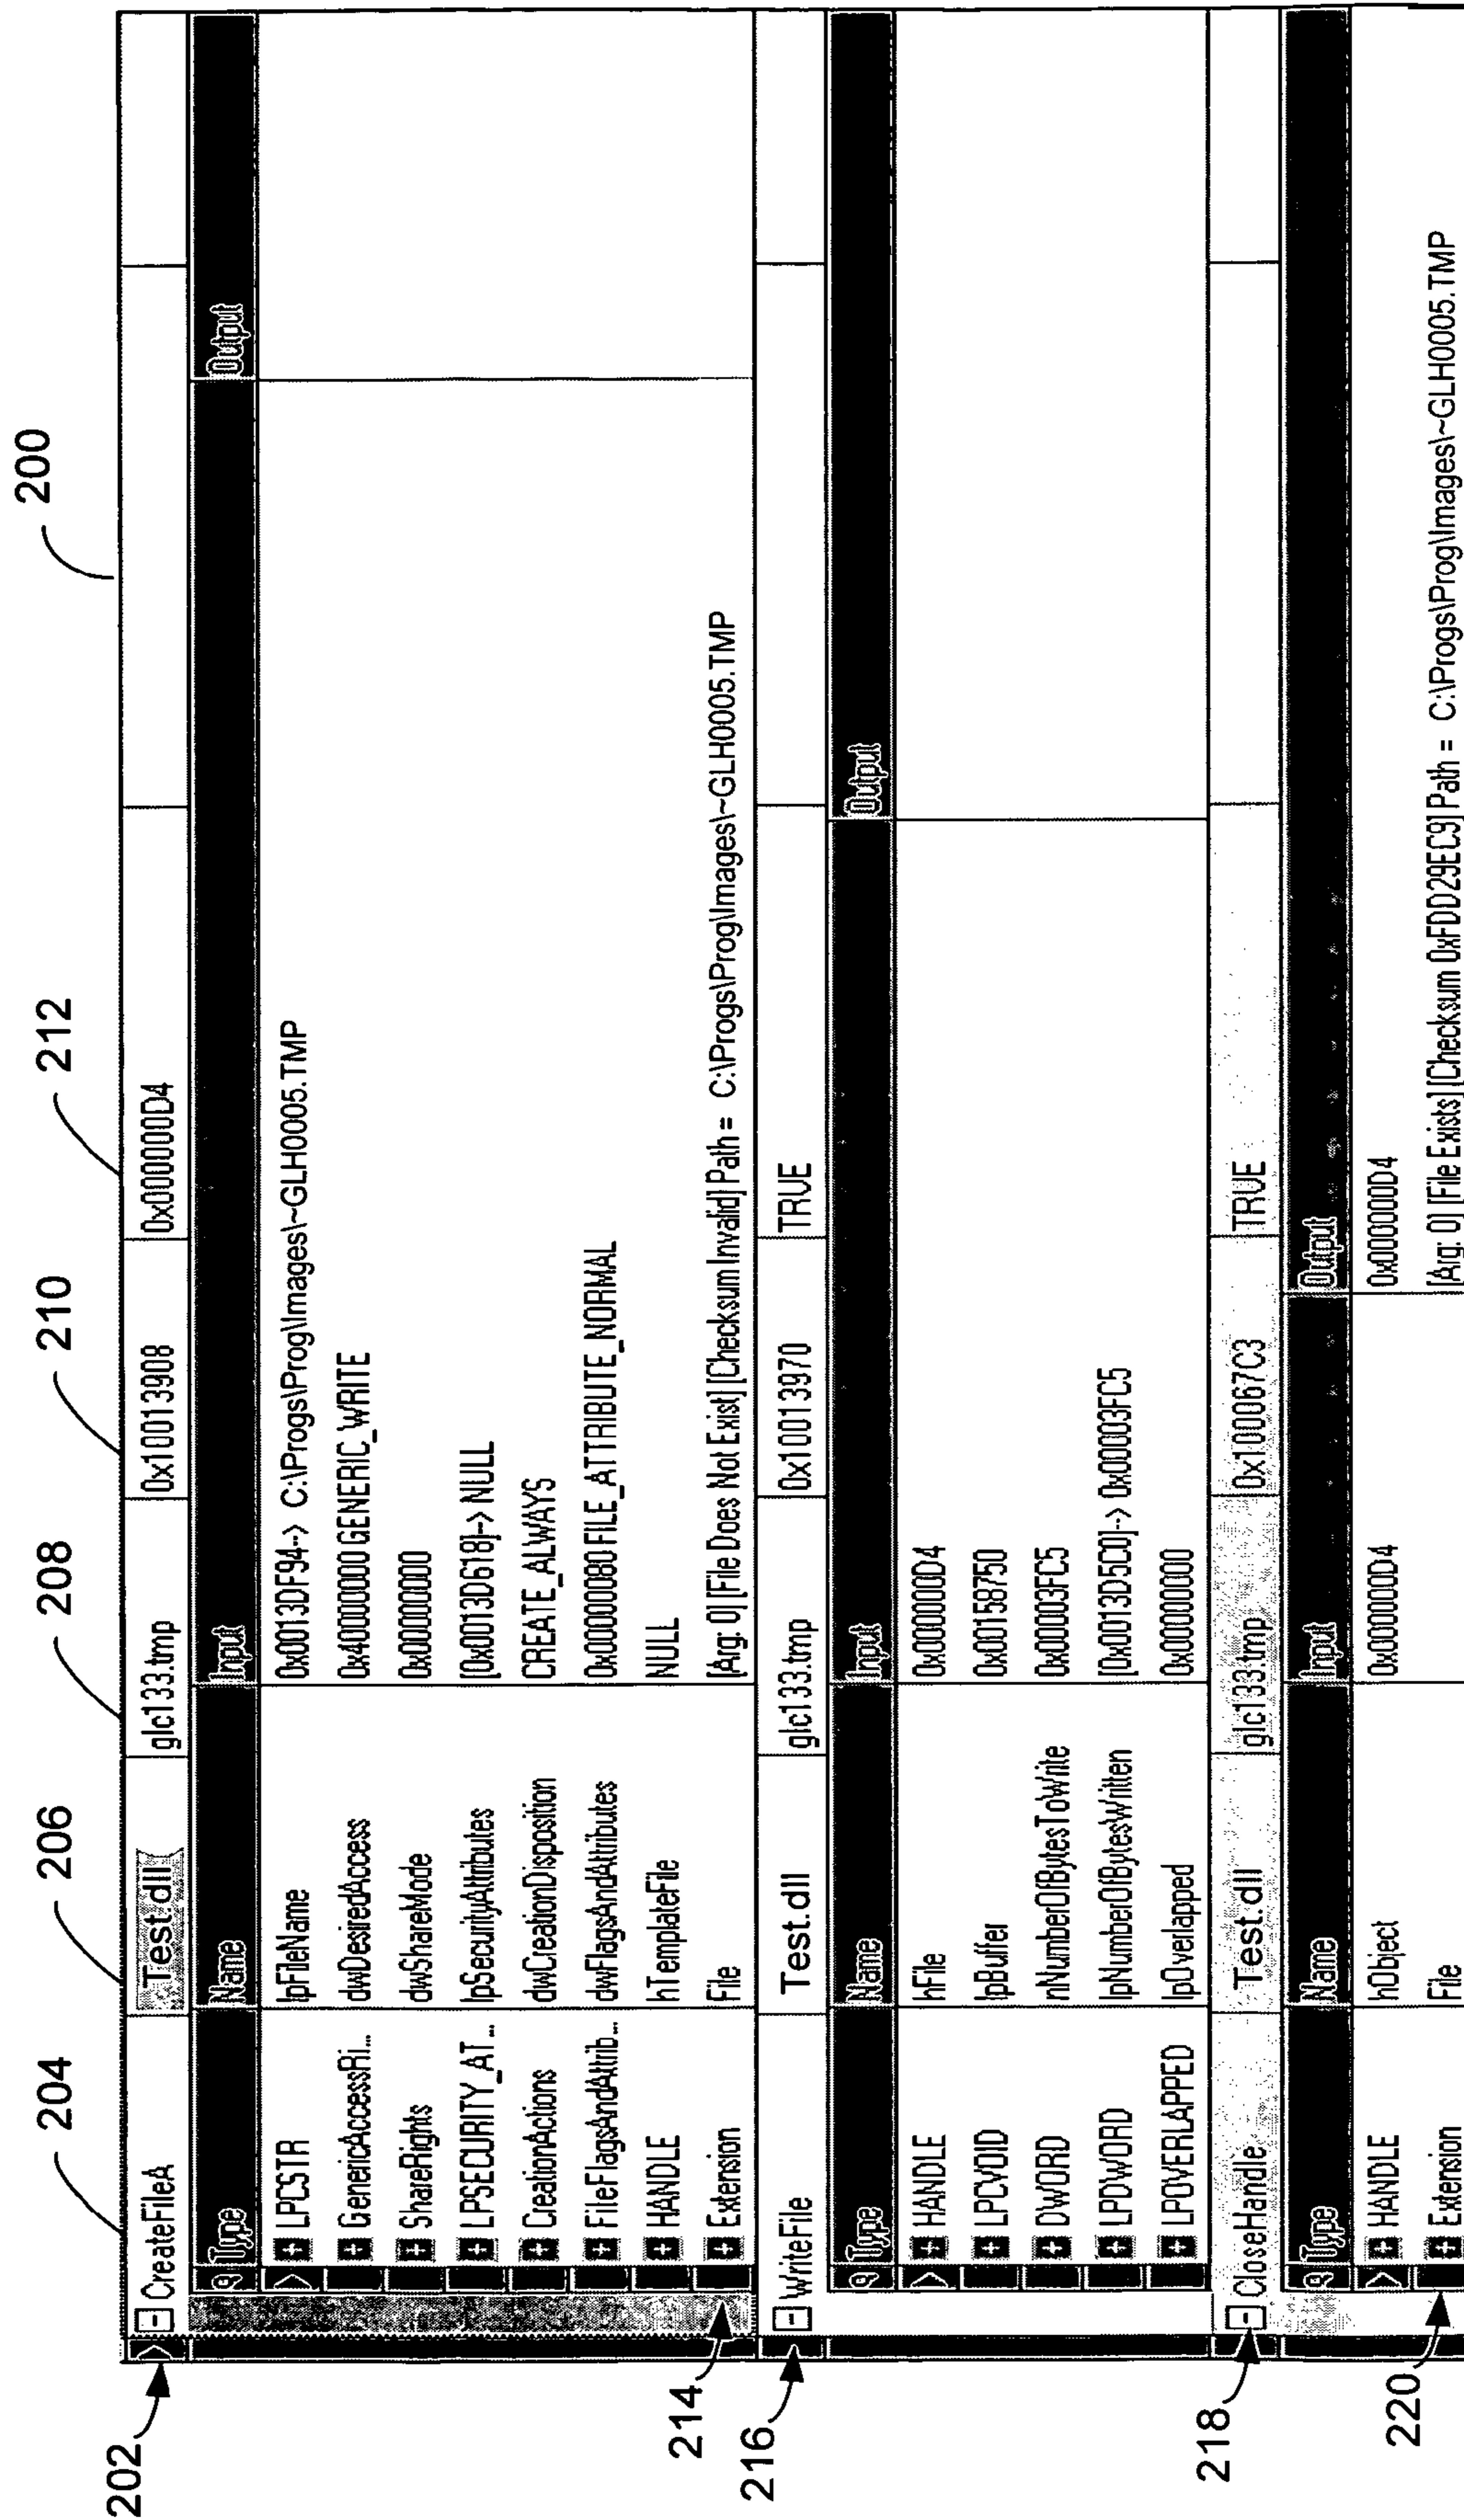 200
204 206 208 210 212
202
CreateFileA Test.dll glc133.tmp 0x10013908 0x000000D4
Type Name Input Output
LPCSTR lpFileName 0x0013DF94--> C:\Progs\Prog\Images\~GLH0005.TMP
GenericAccessRi... dwDesiredAccess 0x40000000 GENERIC_WRITE
ShareRights dwShareMode 0x00000000
LPSECURITY_AT... lpSecurityAttributes [0x0013D618]--> NULL
CreationActions dwCreationDisposition CREATE_ALWAYS
FileFlagsAndAttrib... dwFlagsAndAttributes 0x00000080 FILE_ATTRIBUTE_NORMAL
HANDLE hTemplateFile NULL
214
Extension File [Arg: 0] [File Does Not Exist] [Checksum Invalid] Path = C:\Progs\Prog\Images\~GLH0005.TMP
216
WriteFile Test.dll glc133.tmp 0x10013970 TRUE
Type Name Input Output
HANDLE hFile 0x000000D4
LPCVOID lpBuffer 0x00158750
DWORD nNumberOfBytesToWrite 0x00003FC5
LPDWORD lpNumberOfBytesWritten [0x0013D5C0]--> 0x00003FC5
LPOVERLAPPED lpOverlapped 0x00000000
218
CloseHandle Test.dll glc133.tmp 0x100067C3 TRUE
Type Name Input Output
HANDLE hObject 0x000000D4 0x000000D4
220
Extension File [Arg: 0] [File Exists] [Checksum 0xFDD29EC9] Path = C:\Progs\Prog\Images\~GLH0005.TMP